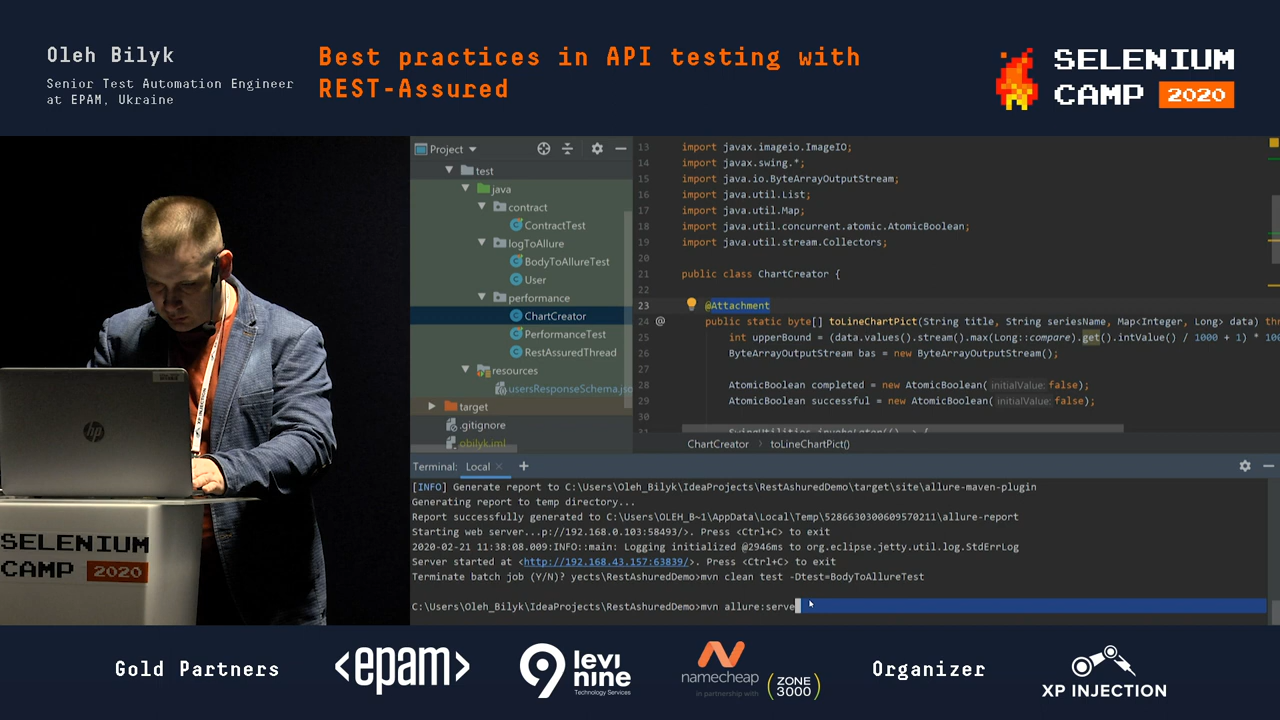 Oleh Bilyk
Senior Test Automation Engineer
at EPAM, Ukraine
Best practices in API testing with
REST-Assured
SELENIUM
CAMP 2020
Project
test
java
contract
ContractTest
logToAllure
BodyToAllureTest
User
performance
ChartCreator
PerformanceTest
RestAssuredThread
resources
usersResponseSchema.jso
target
.gitignore
obilyk.iml
13 import javax.imageio.ImageIO;
14 import javax.swing.*;
15 import java.io.ByteArrayOutputStream;
16 import java.util.List;
17 import java.util.Map;
18 import java.util.concurrent.atomic.AtomicBoolean;
19 import java.util.stream.Collectors;
20
21 public class ChartCreator {
22
23 @Attachment
24 @ public static byte[] toLineChartPict(String title, String seriesName, Map<Integer, Long> data) thr
25 int upperBound = (data.values().stream().max(Long::compare).get().intValue() / 1000 + 1) * 100
26 ByteArrayOutputStream bas = new ByteArrayOutputStream();
27
28 AtomicBoolean completed = new AtomicBoolean( initialValue: false);
29 AtomicBoolean successful = new AtomicBoolean( initialValue: false);
30
31
ChartCreator › toLineChartPict()
Terminal: Local × +
[INFO] Generate report to C:\Users\Oleh_Bilyk\IdeaProjects\RestAshuredDemo\target\site\allure-maven-plugin
Generating report to temp directory...
Report successfully generated to C:\Users\OLEH_B~1\AppData\Local\Temp\5286630300609570211\allure-report
Starting web server...p://192.168.0.103:58493/>. Press <Ctrl+C> to exit
2020-02-21 11:38:08.009:INFO::main: Logging initialized @2946ms to org.eclipse.jetty.util.log.StdErrLog
Server started at <http://192.168.43.157:63839/>. Press <Ctrl+C> to exit
Terminate batch job (Y/N)? yects\RestAshuredDemo>mvn clean test -Dtest=BodyToAllureTest
C:\Users\Oleh_Bilyk\IdeaProjects\RestAshuredDemo>mvn allure:serve
hp
SELENIUM
CAMP 2020
Gold Partners
<epam>
9 levi nine
Technology Services
namecheap
in partnership with
ZONE
3000
Organizer
XP INJECTION